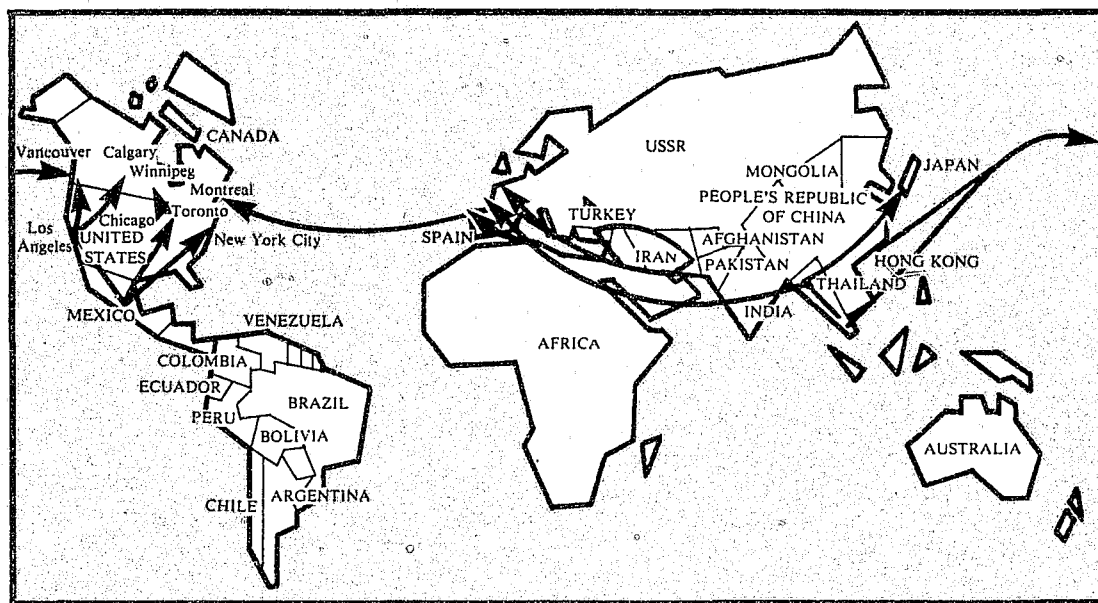 CANADA
Vancouver
Calgary
Winnipeg
Montreal
Chicago
Toronto
Los
Angeles
UNITED
STATES
New York City
MEXICO
VENEZUELA
COLOMBIA
ECUADOR
PERU
BRAZIL
BOLIVIA
CHILE
ARGENTINA
SPAIN
TURKEY
USSR
MONGOLIA
JAPAN
PEOPLE'S REPUBLIC
OF CHINA
IRAN
AFGHANISTAN
PAKISTAN
HONG KONG
THAILAND
INDIA
AFRICA
AUSTRALIA